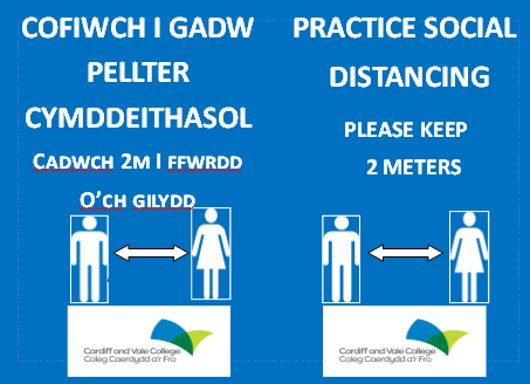 COFIWCH I GADW
PELLTER
CYMDDEITHASOL
CADWCH 2M I FFWRDD
O'CH GILYDD
Cardiff and Vale College
Coleg Caerdydd a'r Fro
PRACTICE SOCIAL
DISTANCING
PLEASE KEEP
2 METERS
Cardiff and Vale College
Coleg Caerdydd a'r Fro